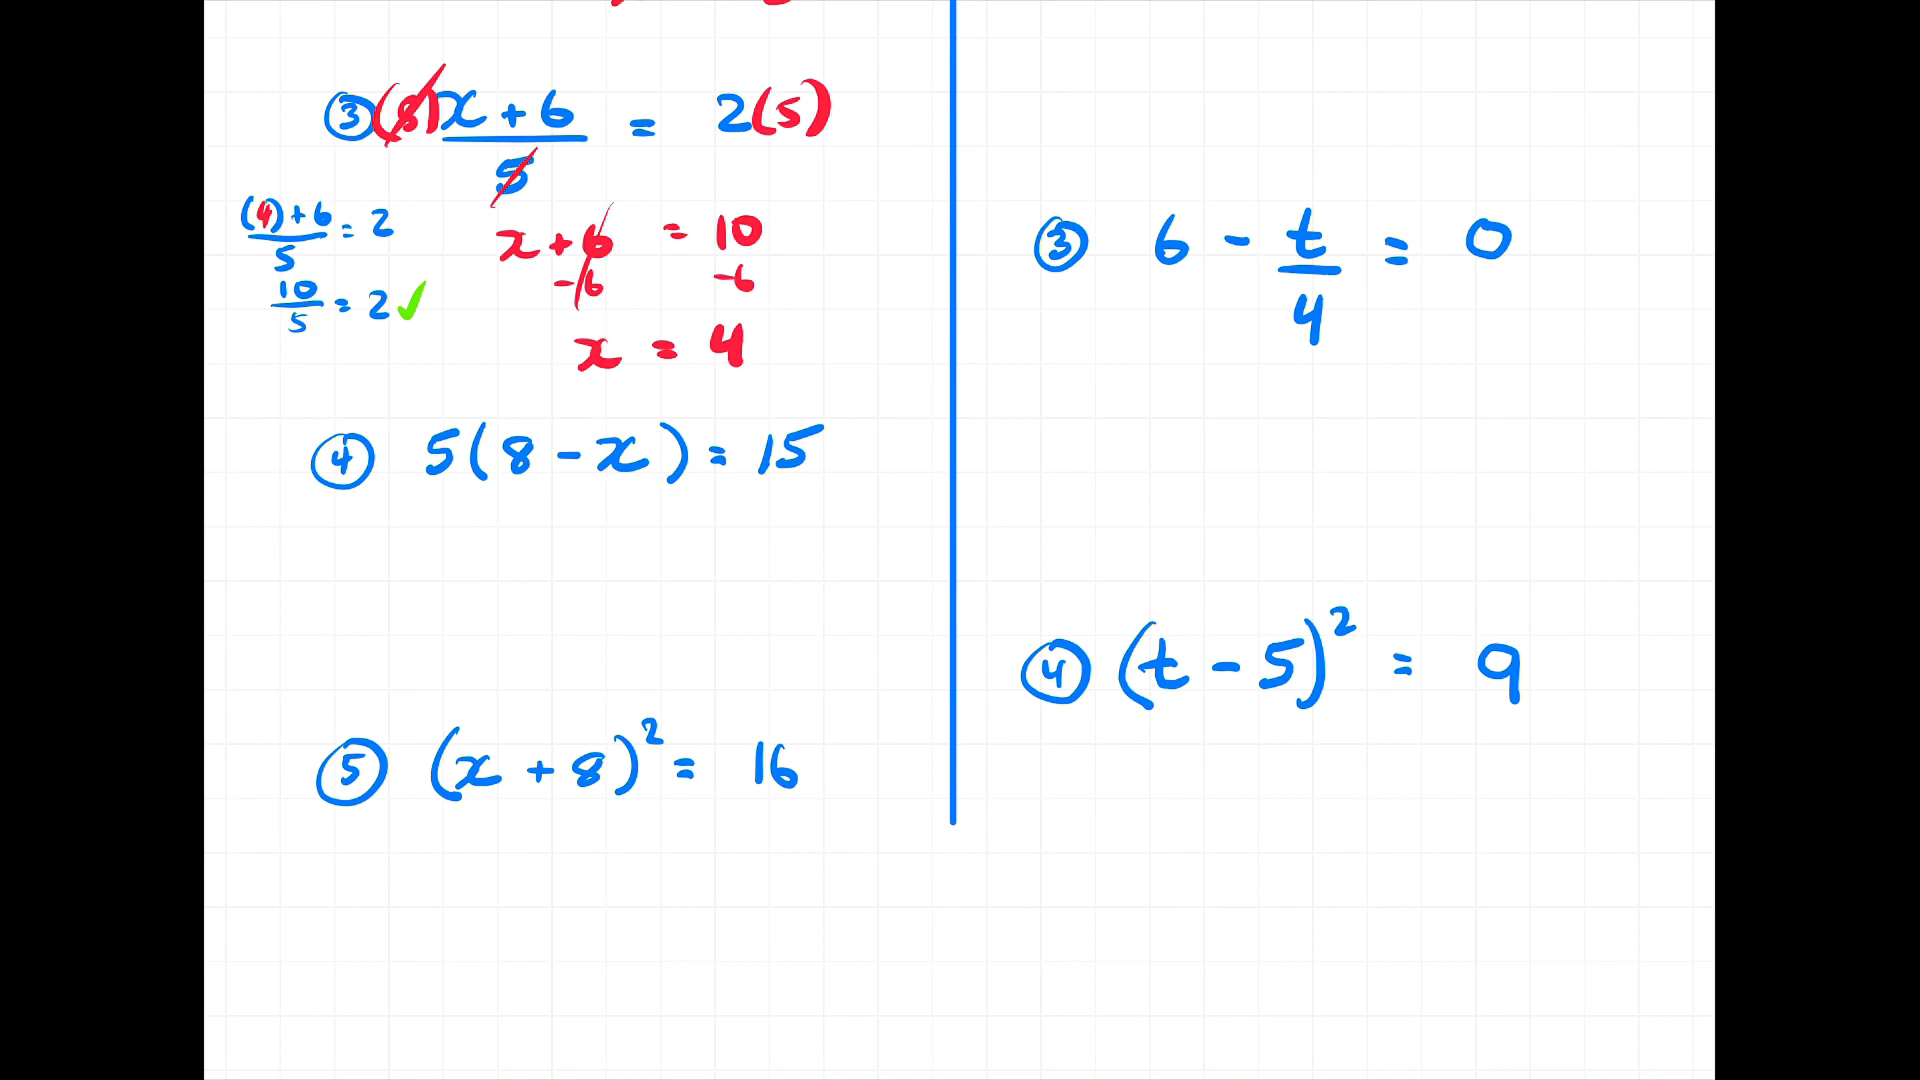 ③ (5) x + 6 / 5 = 2(5)
(4) + 6 / 5 = 2
10 / 5 = 2 ✓
x + 6 = 10
-6 -6
x = 4
④ 5(8 - x) = 15
⑤ (x + 8)² = 16
③ 6 - t/4 = 0
④ (t - 5)² = 9